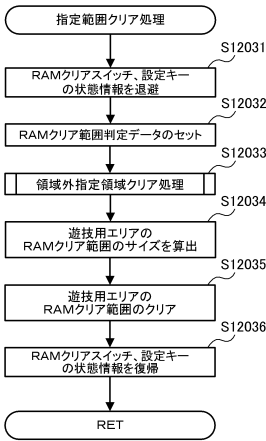 指定範囲クリア処理
S12031
RAMクリアスイッチ、設定キー
の状態情報を退避
S12032
RAMクリア範囲判定データのセット
S12033
領域外指定領域クリア処理
S12034
遊技用エリアの
RAMクリア範囲のサイズを算出
S12035
遊技用エリアの
RAMクリア範囲のクリア
S12036
RAMクリアスイッチ、設定キー
の状態情報を復帰
RET